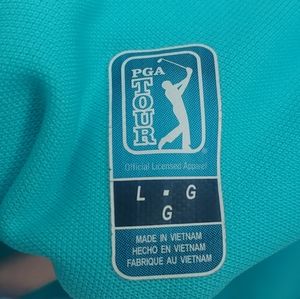 PGA
TOUR
Official Licensed Apparel
L ▪ G
G
MADE IN VIETNAM
HECHO EN VIETNAM
FABRIQUE AU VIETNAM